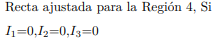 Recta ajustada para la Región 4, Si
I₁=0,I₂=0,I₃=0